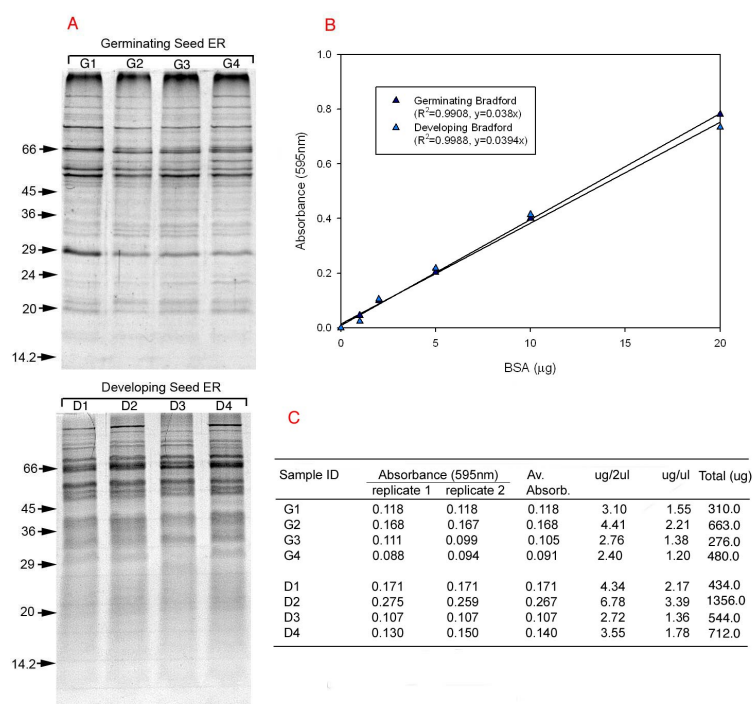 A
Germinating Seed ER
G1 G2 G3 G4
66
45
36
29
24
20
14.2
Developing Seed ER
D1 D2 D3 D4
66
45
36
29
20
14.2
B
1.0
0.8
0.6
0.4
0.2
0.0
Absorbance (595nm)
Germinating Bradford
(R²=0.9908, y=0.038x)
Developing Bradford
(R²=0.9988, y=0.0394x)
0 5 10 15 20
BSA (µg)
C
Sample ID Absorbance (595nm) Av. ug/2ul ug/ul Total (ug)
replicate 1 replicate 2 Absorb.
G1 0.118 0.118 0.118 3.10 1.55 310.0
G2 0.168 0.167 0.168 4.41 2.21 663.0
G3 0.111 0.099 0.105 2.76 1.38 276.0
G4 0.088 0.094 0.091 2.40 1.20 480.0
D1 0.171 0.171 0.171 4.34 2.17 434.0
D2 0.275 0.259 0.267 6.78 3.39 1356.0
D3 0.107 0.107 0.107 2.72 1.36 544.0
D4 0.130 0.150 0.140 3.55 1.78 712.0